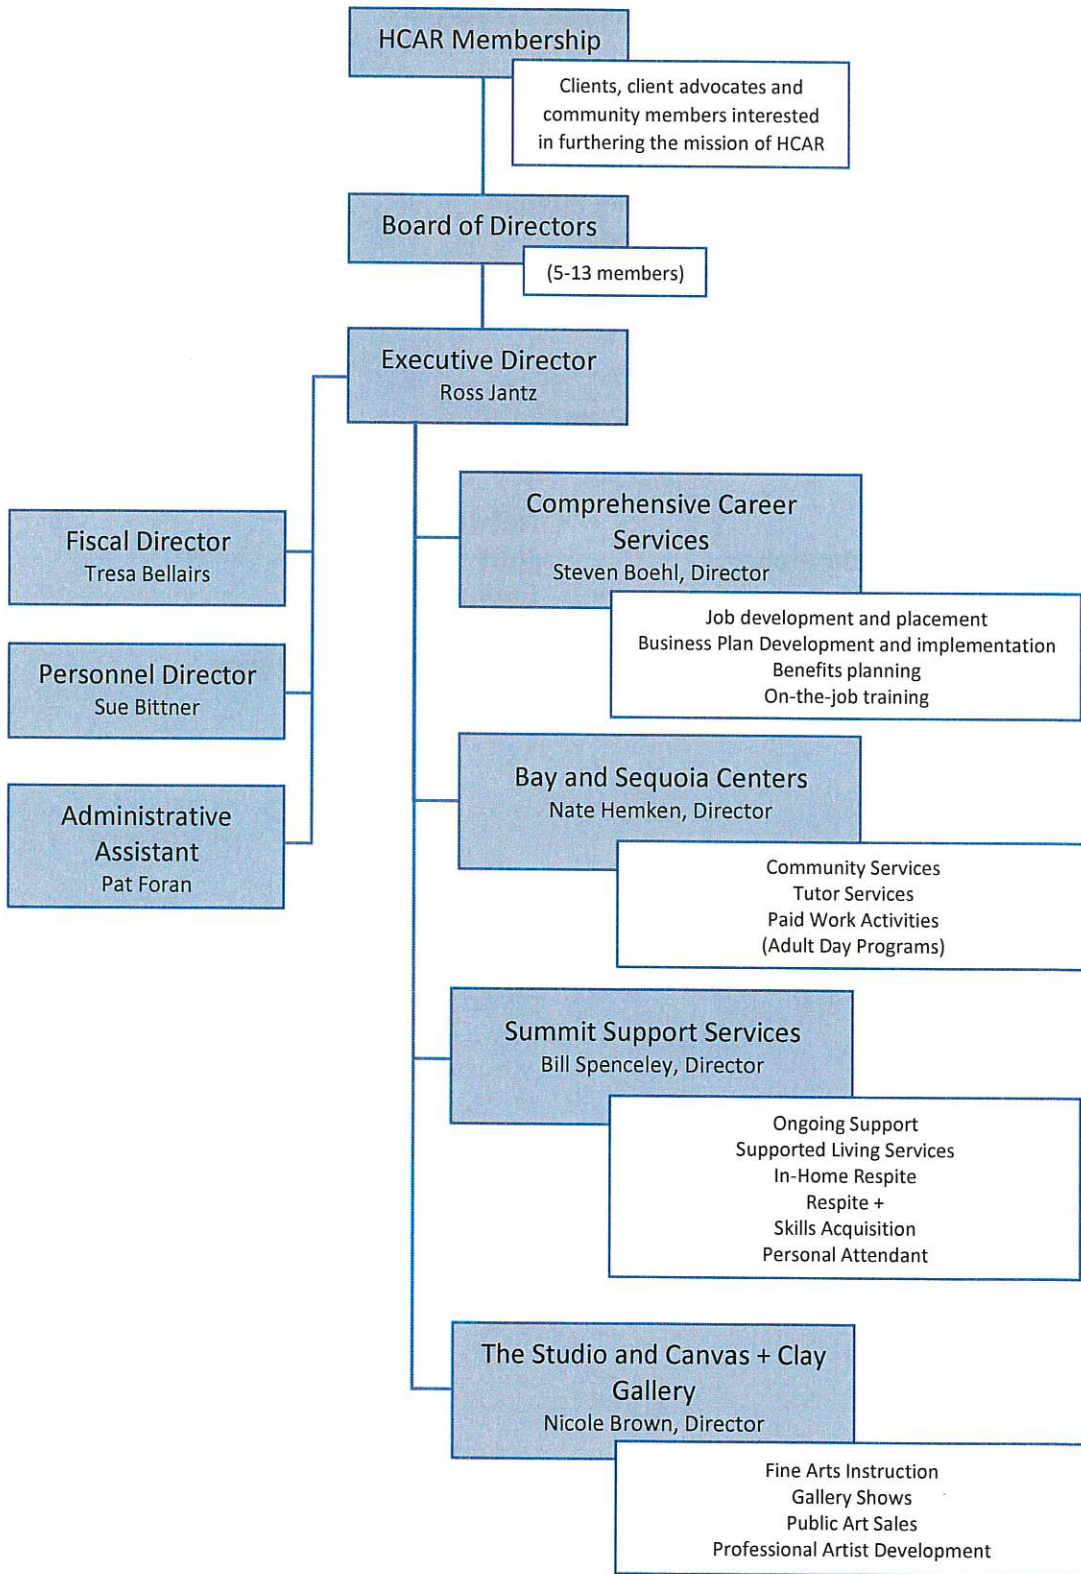 HCAR Membership
Clients, client advocates and
community members interested
in furthering the mission of HCAR
Board of Directors
(5-13 members)
Executive Director
Ross Jantz
Fiscal Director
Tresa Bellairs
Personnel Director
Sue Bittner
Administrative
Assistant
Pat Foran
Comprehensive Career
Services
Steven Boehl, Director
Job development and placement
Business Plan Development and implementation
Benefits planning
On-the-job training
Bay and Sequoia Centers
Nate Hemken, Director
Community Services
Tutor Services
Paid Work Activities
(Adult Day Programs)
Summit Support Services
Bill Spenceley, Director
Ongoing Support
Supported Living Services
In-Home Respite
Respite +
Skills Acquisition
Personal Attendant
The Studio and Canvas + Clay
Gallery
Nicole Brown, Director
Fine Arts Instruction
Gallery Shows
Public Art Sales
Professional Artist Development